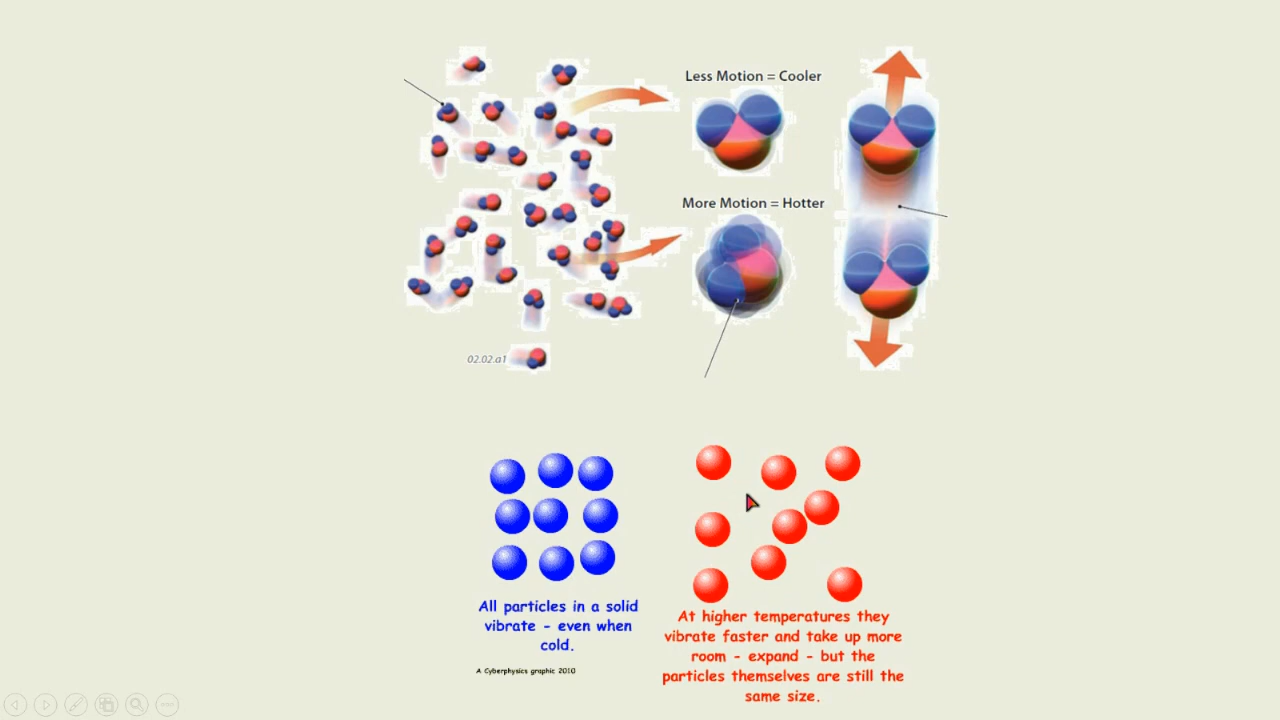 Less Motion = Cooler
More Motion = Hotter
02.02.a1
All particles in a solid
vibrate - even when
cold.
A Cyberphysics graphic 2010
At higher temperatures they
vibrate faster and take up more
room - expand - but the
particles themselves are still the
same size.